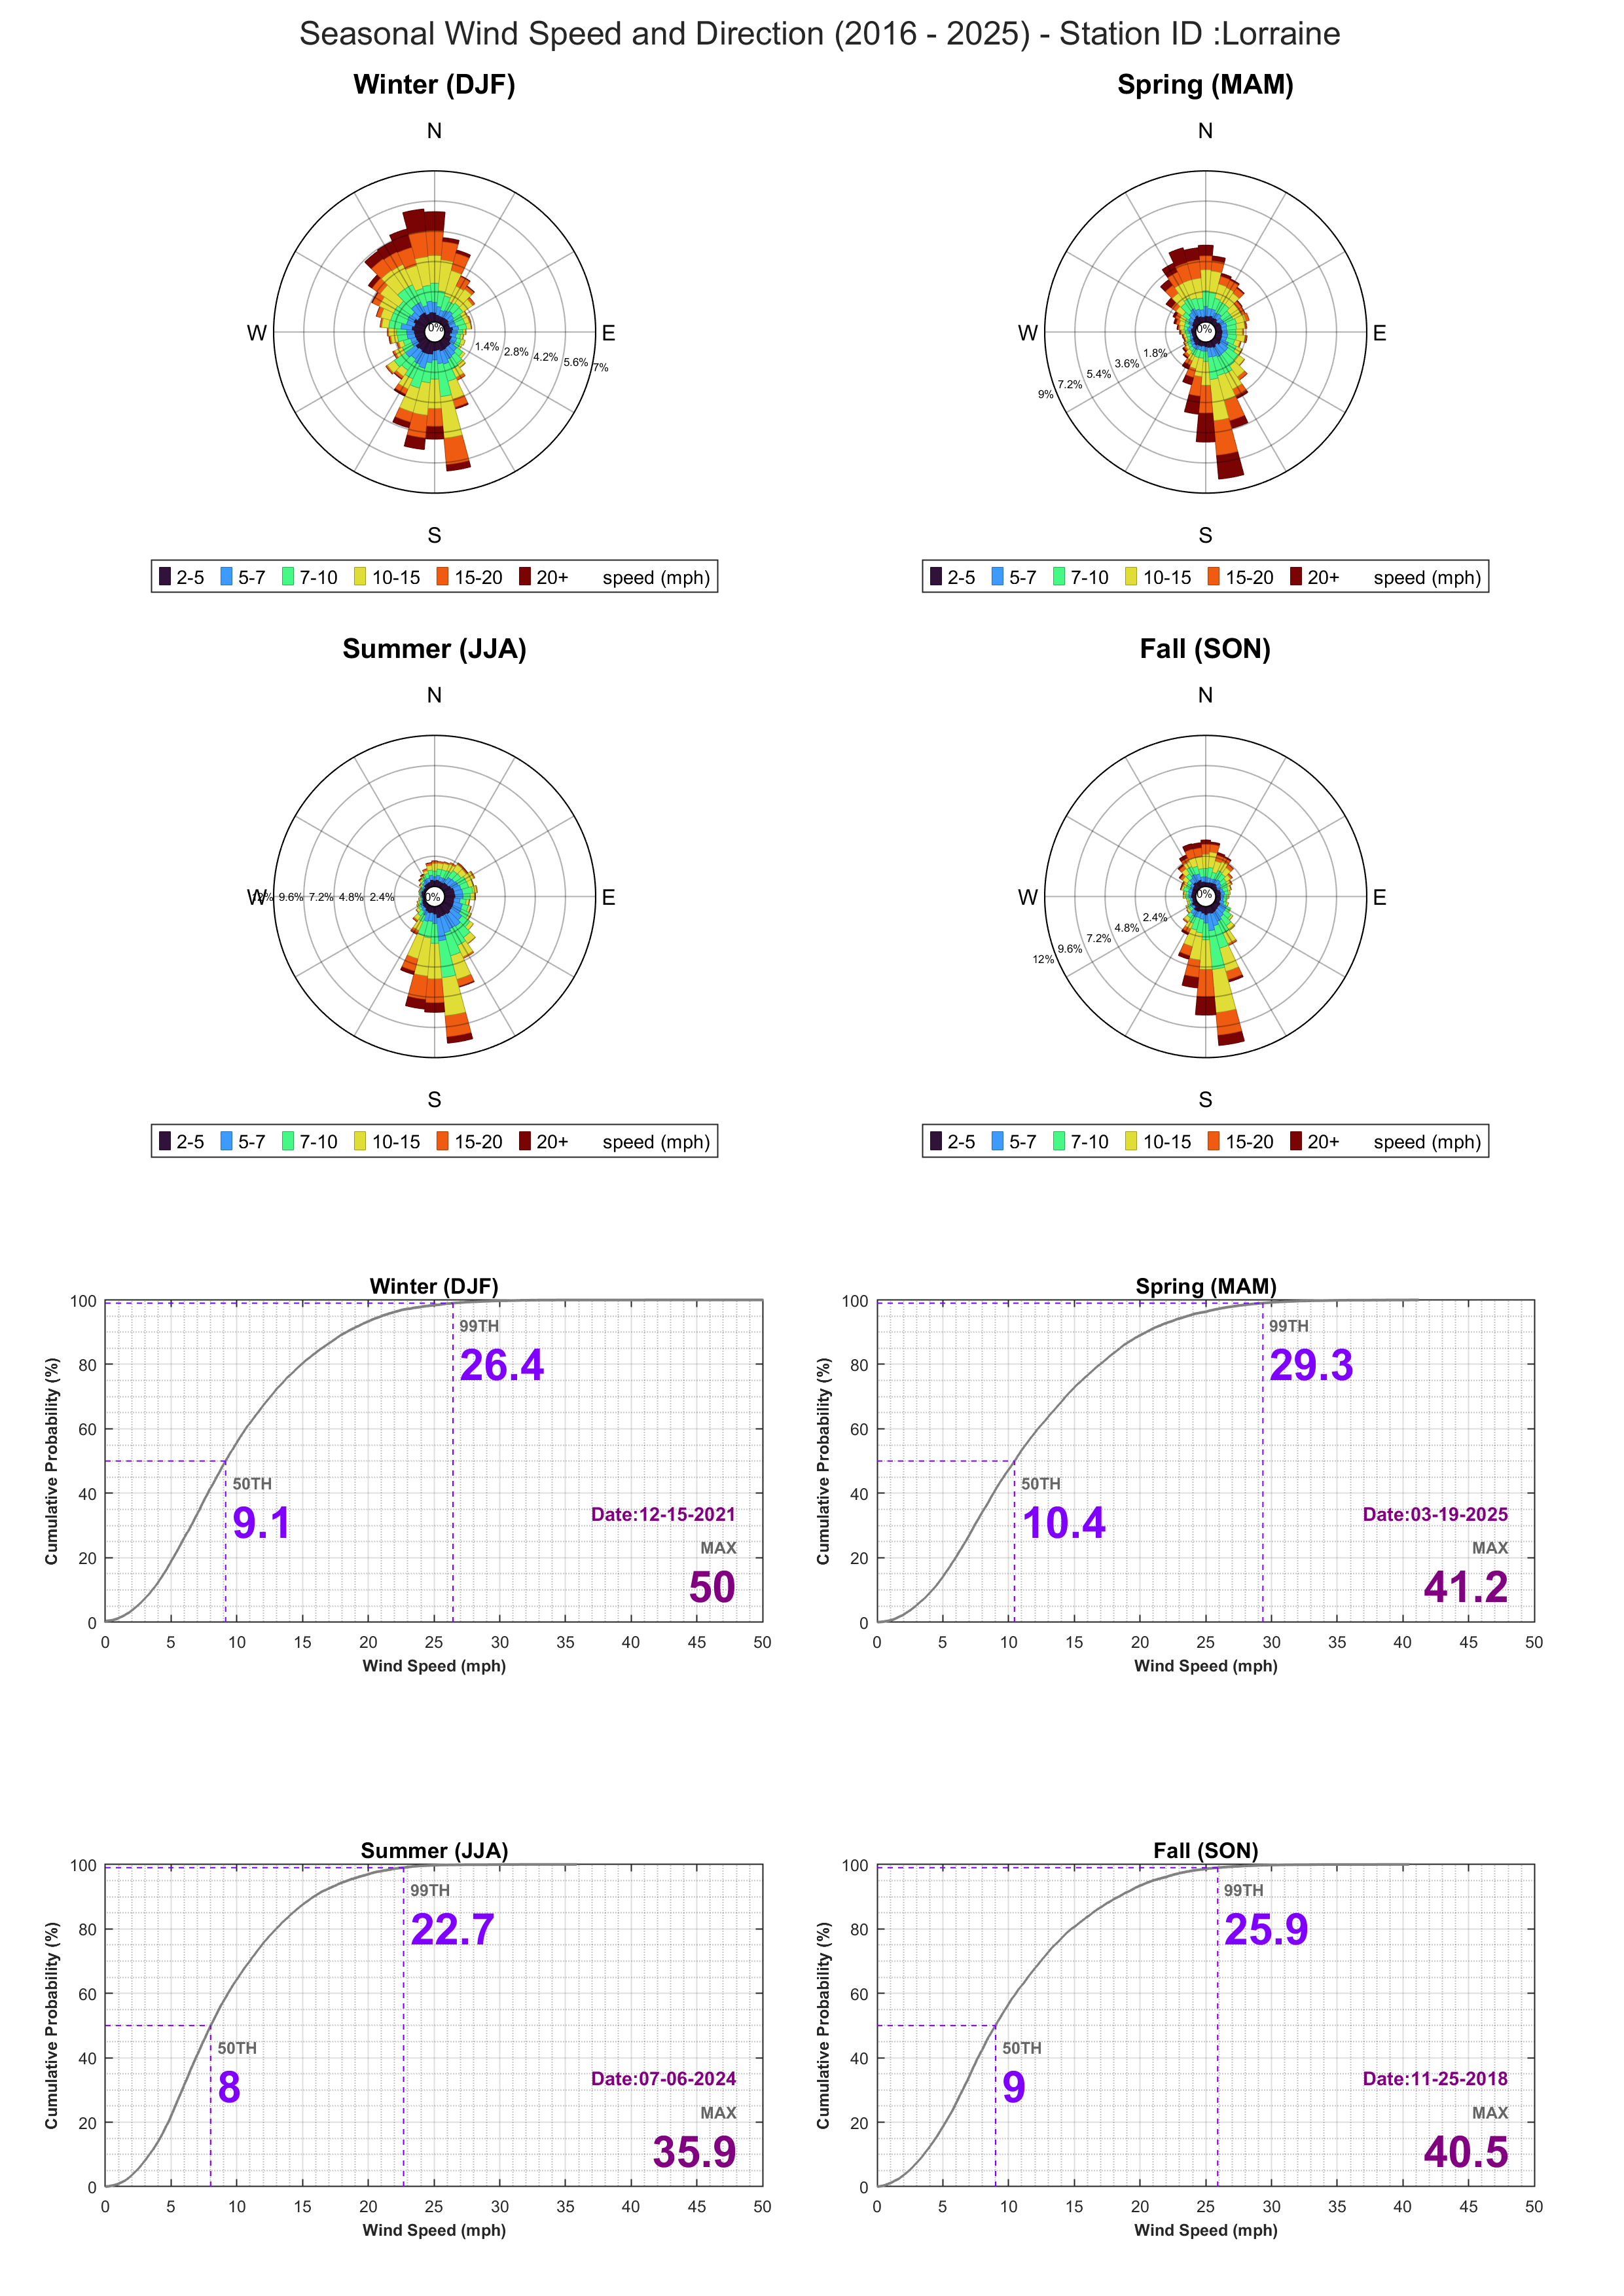 Seasonal Wind Speed and Direction (2016 - 2025) - Station ID :Lorraine
Winter (DJF)
N
W
E
S
0%
1.4%
2.8%
4.2%
5.6%
7%
2-5 5-7 7-10 10-15 15-20 20+ speed (mph)
Spring (MAM)
N
W
E
S
0%
1.8%
3.6%
5.4%
7.2%
9%
2-5 5-7 7-10 10-15 15-20 20+ speed (mph)
Summer (JJA)
N
W
E
S
0%
2.4%
4.8%
7.2%
9.6%
2-5 5-7 7-10 10-15 15-20 20+ speed (mph)
Fall (SON)
N
W
E
S
0%
2.4%
4.8%
7.2%
9.6%
12%
2-5 5-7 7-10 10-15 15-20 20+ speed (mph)
Winter (DJF)
Cumulative Probability (%)
100
80
60
40
20
0
99TH
26.4
50TH
9.1
Date:12-15-2021
MAX
50
0 5 10 15 20 25 30 35 40 45 50
Wind Speed (mph)
Spring (MAM)
Cumulative Probability (%)
100
80
60
40
20
0
99TH
29.3
50TH
10.4
Date:03-19-2025
MAX
41.2
0 5 10 15 20 25 30 35 40 45 50
Wind Speed (mph)
Summer (JJA)
Cumulative Probability (%)
100
80
60
40
20
0
99TH
22.7
50TH
8
Date:07-06-2024
MAX
35.9
0 5 10 15 20 25 30 35 40 45 50
Wind Speed (mph)
Fall (SON)
Cumulative Probability (%)
100
80
60
40
20
0
99TH
25.9
50TH
9
Date:11-25-2018
MAX
40.5
0 5 10 15 20 25 30 35 40 45 50
Wind Speed (mph)